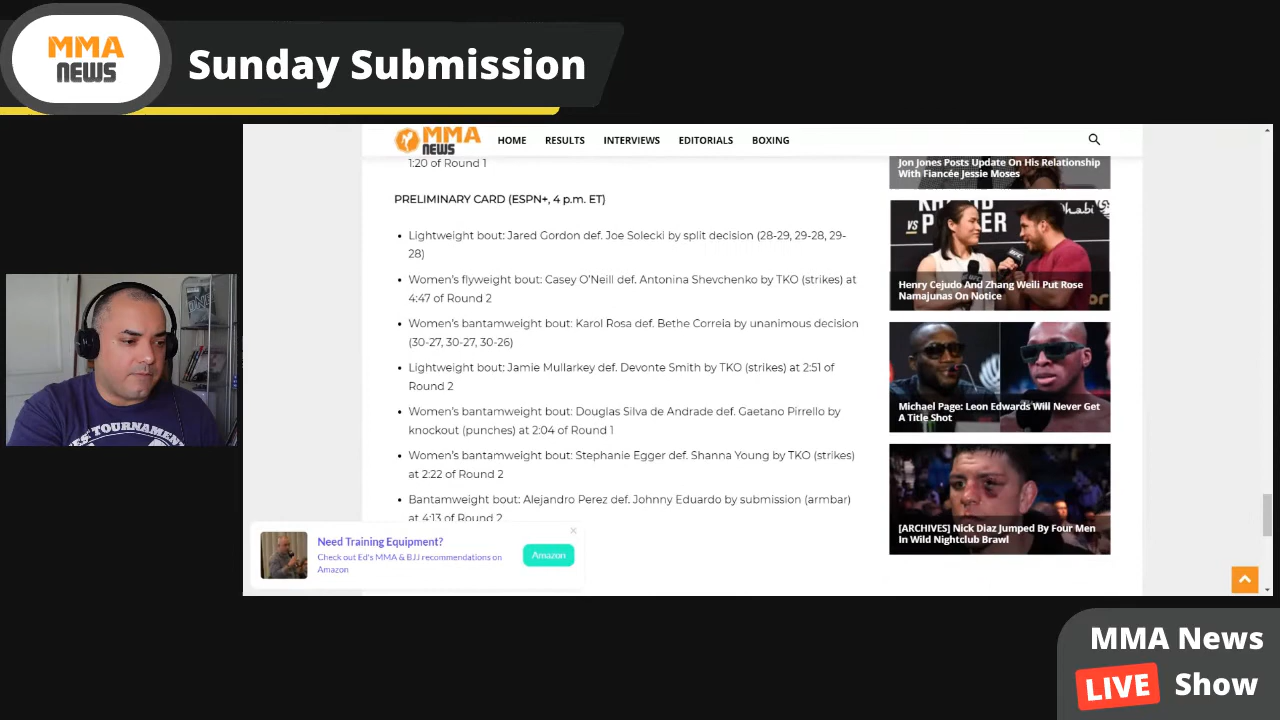 MMA
NEWS
Sunday Submission
MMA
NEWS
HOME RESULTS INTERVIEWS EDITORIALS BOXING
1:20 of Round 1
PRELIMINARY CARD (ESPN+, 4 p.m. ET)
• Lightweight bout: Jared Gordon def. Joe Solecki by split decision (28-29, 29-28, 29-
28)
• Women's flyweight bout: Casey O'Neill def. Antonina Shevchenko by TKO (strikes) at
4:47 of Round 2
• Women's bantamweight bout: Karol Rosa def. Bethe Correia by unanimous decision
(30-27, 30-27, 30-26)
• Lightweight bout: Jamie Mullarkey def. Devonte Smith by TKO (strikes) at 2:51 of
Round 2
• Women's bantamweight bout: Douglas Silva de Andrade def. Gaetano Pirrello by
knockout (punches) at 2:04 of Round 1
• Women's bantamweight bout: Stephanie Egger def. Shanna Young by TKO (strikes)
at 2:22 of Round 2
• Bantamweight bout: Alejandro Perez def. Johnny Eduardo by submission (armbar)
at 4:13 of Round 2
Need Training Equipment?
Check out Ed's MMA & BJJ recommendations on
Amazon
Amazon
Jon Jones Posts Update On His Relationship
With Fiancée Jessie Moses
VS
Henry Cejudo And Zhang Weili Put Rose
Namajunas On Notice
Michael Page: Leon Edwards Will Never Get
A Title Shot
[ARCHIVES] Nick Diaz Jumped By Four Men
In Wild Nightclub Brawl
MMA News
LIVE Show